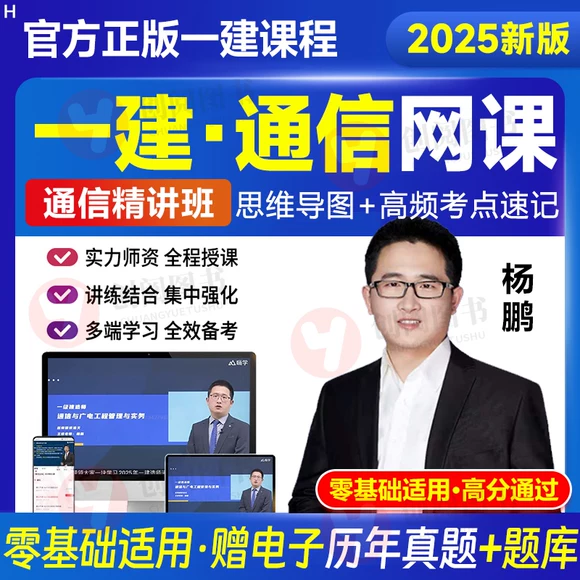 H
官方正版一建课程
2025新版
一建·通信网课
通信精讲班
思维导图+高频考点速记
实力师资 全程授课
讲练结合 集中强化
多端学习 全效备考
杨鹏
通信与广电工程管理与实务
零基础适用·高分通过
零基础适用·赠电子历年真题+题库